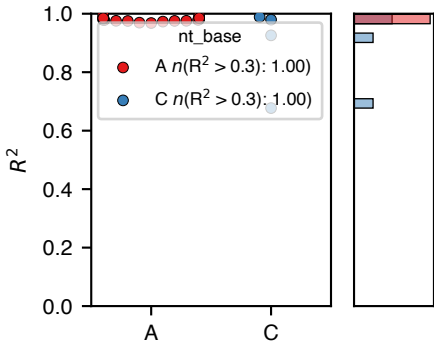 1.0
nt_base
A n(R² > 0.3): 1.00)
0.8
C n(R² > 0.3): 1.00)
0.6
R²
0.4
0.2
0.0
A
C